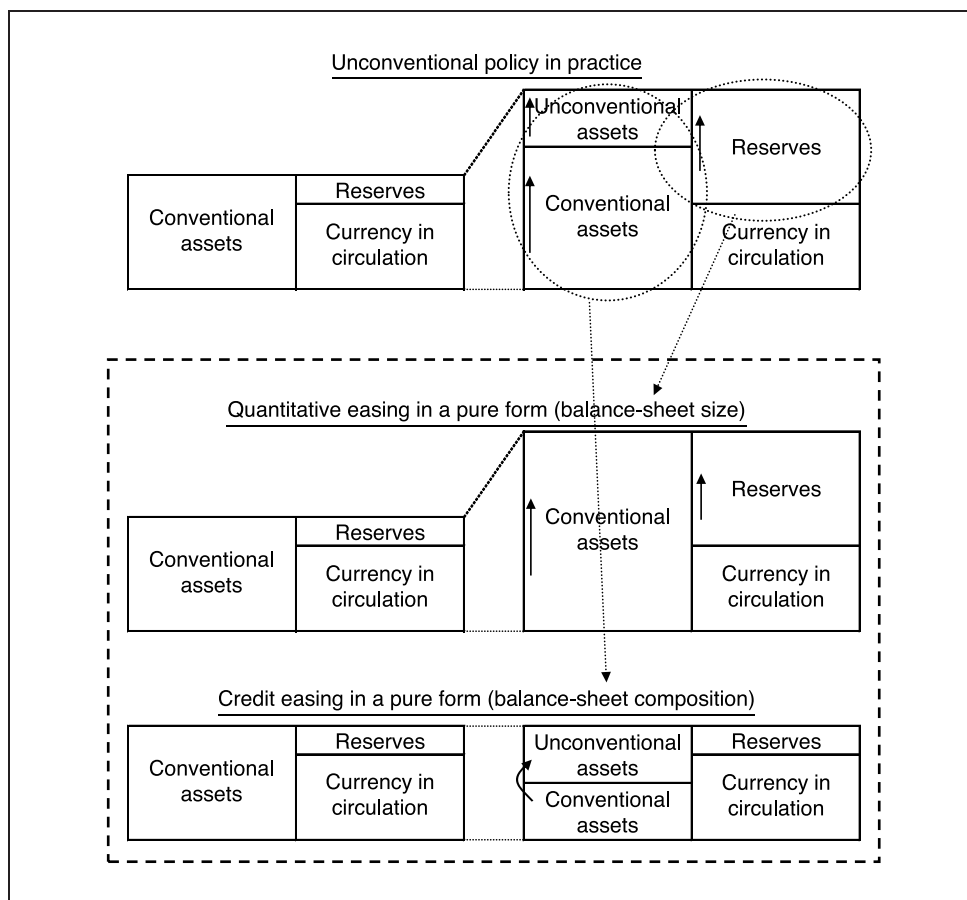 Unconventional policy in practice
Unconventional
assets
Reserves
Conventional
assets
Reserves
Currency in
circulation
Conventional
assets
Currency in
circulation
Quantitative easing in a pure form (balance-sheet size)
Conventional
assets
Reserves
Currency in
circulation
Conventional
assets
Reserves
Currency in
circulation
Credit easing in a pure form (balance-sheet composition)
Conventional
assets
Reserves
Currency in
circulation
Unconventional
assets
Conventional
assets
Reserves
Currency in
circulation